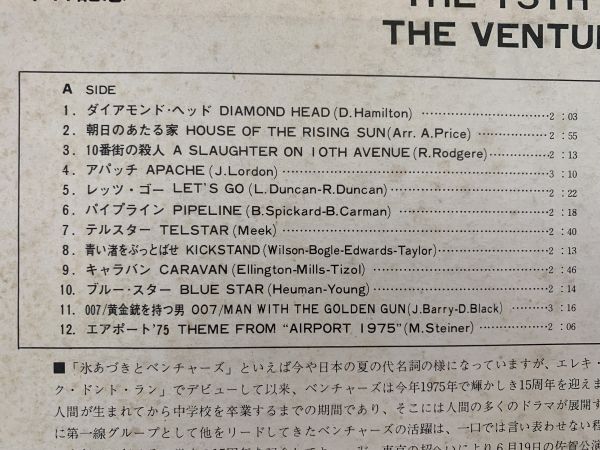 THE 15TH
THE VENTU
A SIDE
1. ダイアモンド・ヘッド DIAMOND HEAD (D.Hamilton) 2:03
2. 朝日のあたる家 HOUSE OF THE RISING SUN (Arr. A.Price) 2:55
3. 10番街の殺人 A SLAUGHTER ON 10TH AVENUE (R.Rodgere) 2:13
4. アパッチ APACHE (J.Lordon) 3:10
5. レッツ・ゴー LET'S GO (L.Duncan-R.Duncan) 2:22
6. パイプライン PIPELINE (B.Spickard-B.Carman) 2:18
7. テルスター TELSTAR (Meek) 2:40
8. 青い渚をぶっとばせ KICKSTAND (Wilson-Bogle-Edwards-Taylor) 2:13
9. キャラバン CARAVAN (Ellington-Mills-Tizol) 2:46
10. ブルー・スター BLUE STAR (Heuman-Young) 2:14
11. 007/黄金銃を持つ男 007/MAN WITH THE GOLDEN GUN (J.Barry-D.Black) 3:16
12. エアポート'75 THEME FROM "AIRPORT 1975" (M.Steiner) 2:06
■「氷あづきとベンチャーズ」といえば今や日本の夏の代名詞の様になっていますが、エレキ・
ク・ドント・ラン」でデビューして以来、ベンチャーズは今年1975年で輝かしき15周年を迎えま
人間が生まれてから中学校を卒業するまでの期間であり、そこには人間の多くのドラマが展開す
に第一線グループとして他をリードしてきたベンチャーズの活躍は、一口では言い表わせない程